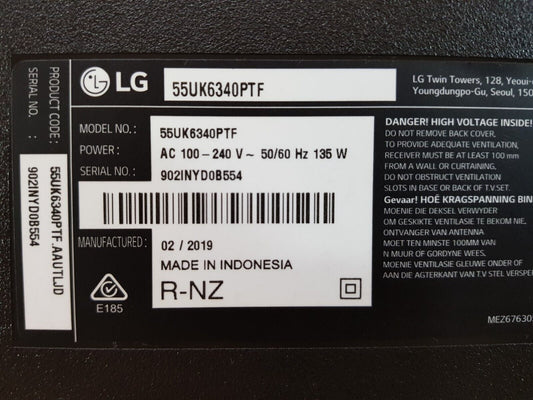 PRODUCT CODE:
SERIAL NO.:
55UK6340PTF.AAUTLJD
902INYD0B554
LG
55UK6340PTF
LG Twin Towers, 128,
Youngdungpo-Gu, Seoul,
MODEL NO.: 55UK6340PTF
POWER: AC 100-240 V~ 50/60 Hz 135 W
SERIAL NO.: 902INYD0B554
MANUFACTURED: 02 / 2019
MADE IN INDONESIA
R-NZ
E185
DANGER! HIGH VOLTAGE INSIDE!
DO NOT REMOVE BACK COVER.
TO PROVIDE ADEQUATE VENTILATION,
RECEIVER MUST BE AT LEAST 100 mm
FROM A WALL OR CURTAINING.
DO NOT OBSTRUCT VENTILATION
SLOTS IN BASE OR BACK OF T.V.SET.
Gevaar! HOË KRAGSPANNING
MOENIE DIE DEKSEL VERWYDER
OM GESKIKTE VENTILASIE TE BEKOM NIE.
ONTVANGER VAN ANTENNA
MOET TEN MINSTE 100MM VAN
N MUUR OF GORDYNE WEES.
MOENIE VENTILASIE GLEUWE ONDER OF
AAN DIE AGTERKANT VAN T.V STEL